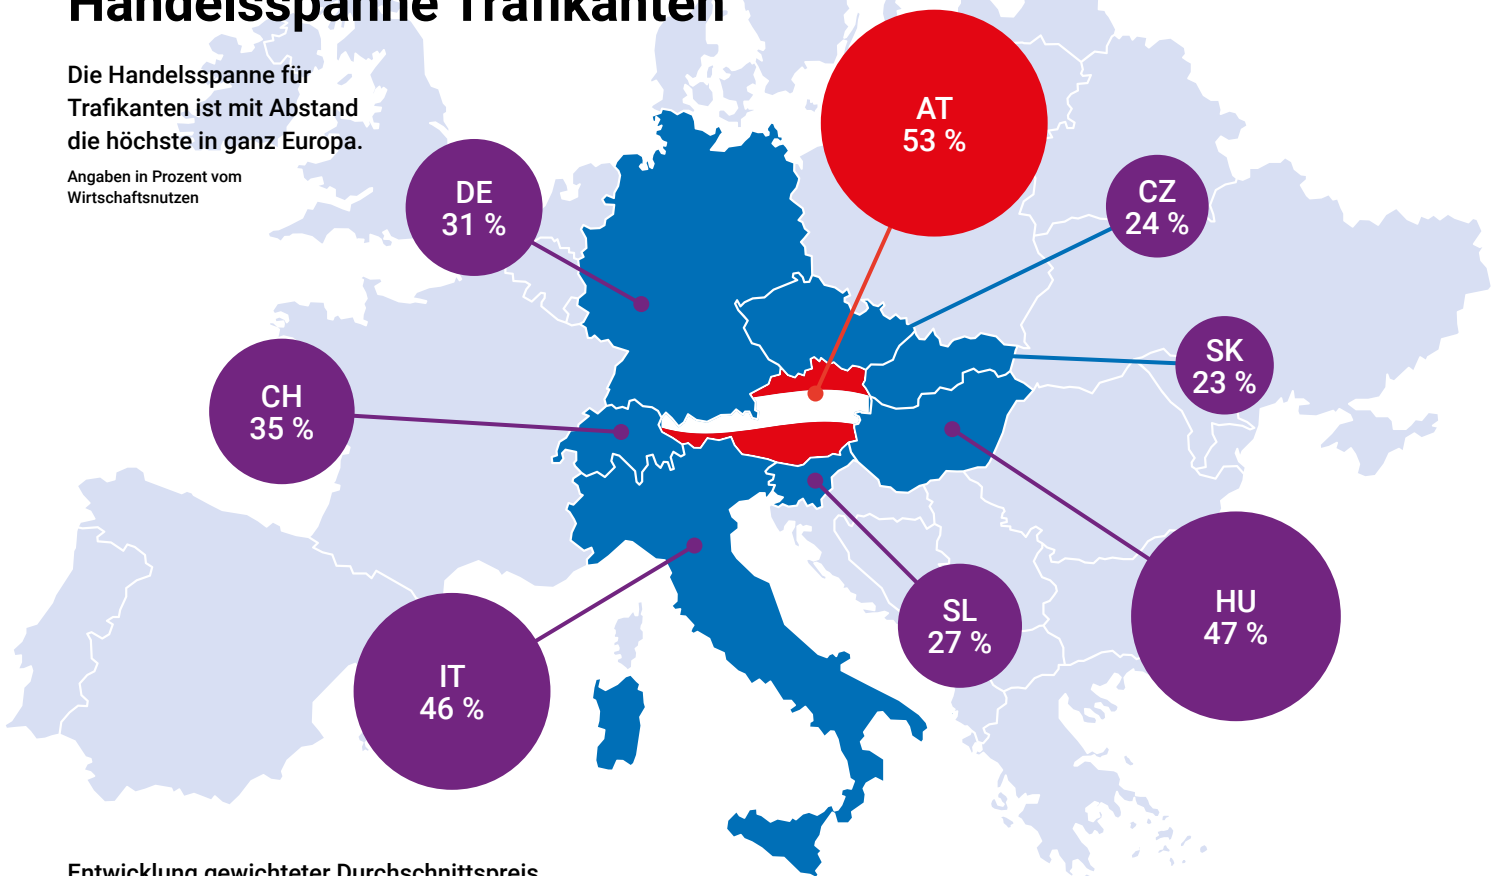 Handelsspanne Trafikanten
Die Handelsspanne für
Trafikanten ist mit Abstand
die höchste in ganz Europa.
Angaben in Prozent vom
Wirtschaftsnutzen
AT
53 %
DE
31 %
CZ
24 %
SK
23 %
CH
35 %
HU
47 %
SL
27 %
IT
46 %
Entwicklung gewichteter Durchschnittspreis